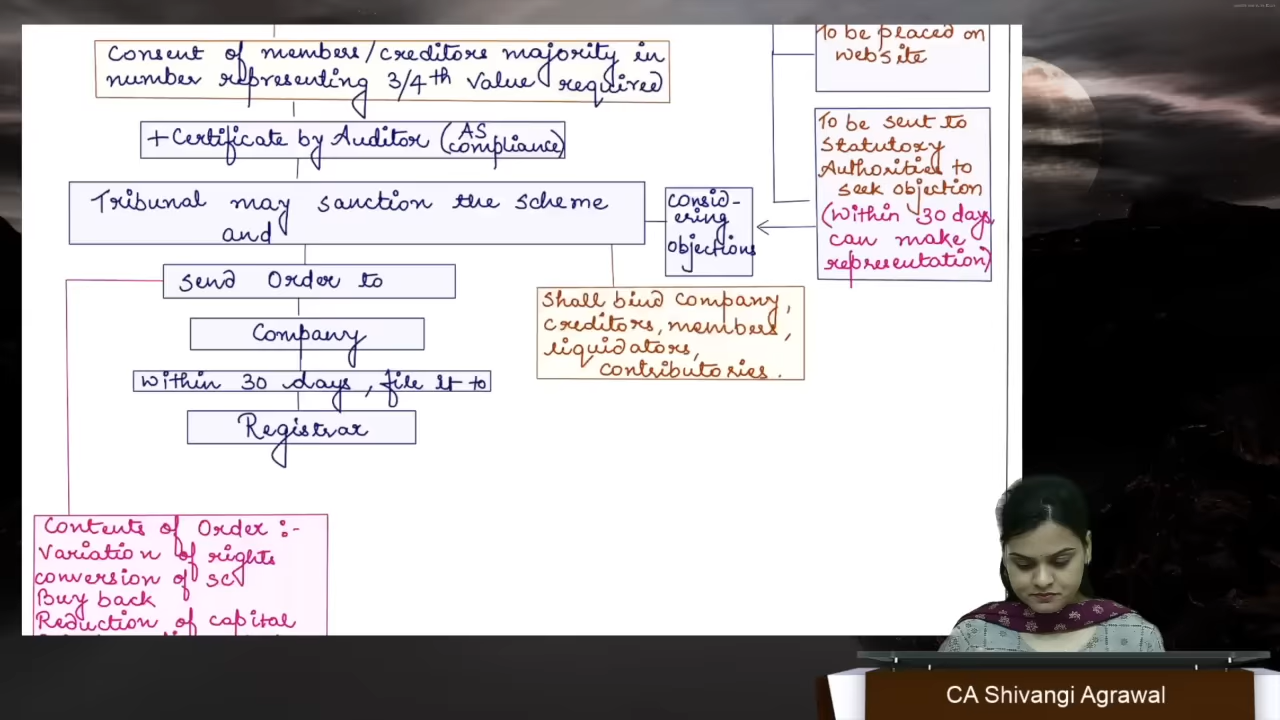 Consent of members/creditors majority in
number representing 3/4th value required
+Certificate by Auditor (AS compliance)
Tribunal may sanction the scheme
and
Send Order to
Company
Within 30 days, file it to
Registrar
Contents of Order :-
Variation of rights
conversion of sc
Buy back
Reduction of capital
Shall bind company,
creditors, members,
liquidators,
contributories.
consid-
ering
objections
To be placed on
website
To be sent to
Statutory
Authorities to
seek objection
(Within 30 days,
can make
representation)
CA Shivangi Agrawal